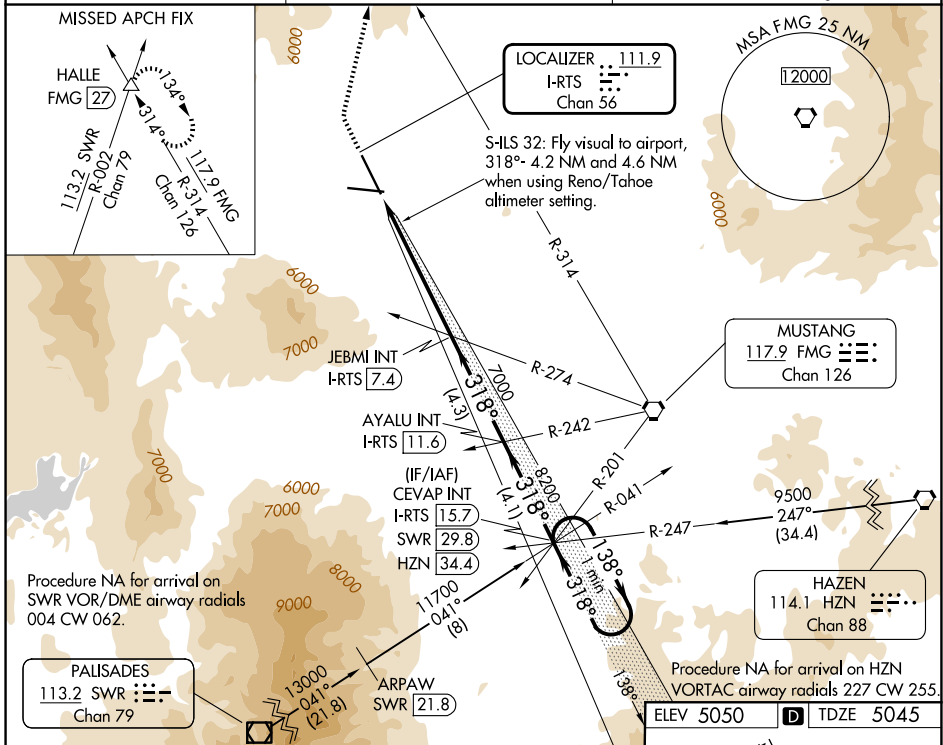 MISSED APCH FIX
HALLE
FMG 27
134°
314°
113.2 SWR
R-002
Chan 79
117.9 FMG
R-314
Chan 126
6000
LOCALIZER 111.9
I-RTS
Chan 56
S-ILS 32: Fly visual to airport,
318°- 4.2 NM and 4.6 NM
when using Reno/Tahoe
altimeter setting.
MSA FMG 25 NM
12000
6000
R-314
6000
7000
JEBMI INT
I-RTS 7.4
R-274
MUSTANG
117.9 FMG
Chan 126
7000
318°
(4.3)
AYALU INT
I-RTS 11.6
R-242
R-201
R-041
8200
318°
(4.1)
(IF/IAF)
CEVAP INT
I-RTS 15.7
SWR 29.8
HZN 34.4
7000
6000
7000
8000
9000
R-247
9500
247°
(34.4)
138°
1 min
318°
138°
HAZEN
114.1 HZN
Chan 88
Procedure NA for arrival on
SWR VOR/DME airway radials
004 CW 062.
11700
041°
(8)
PALISADES
113.2 SWR
Chan 79
13000
041°
(21.8)
ARPAW
SWR 21.8
Procedure NA for arrival on HZN
VORTAC airway radials 227 CW 255.
ELEV 5050 D TDZE 5045